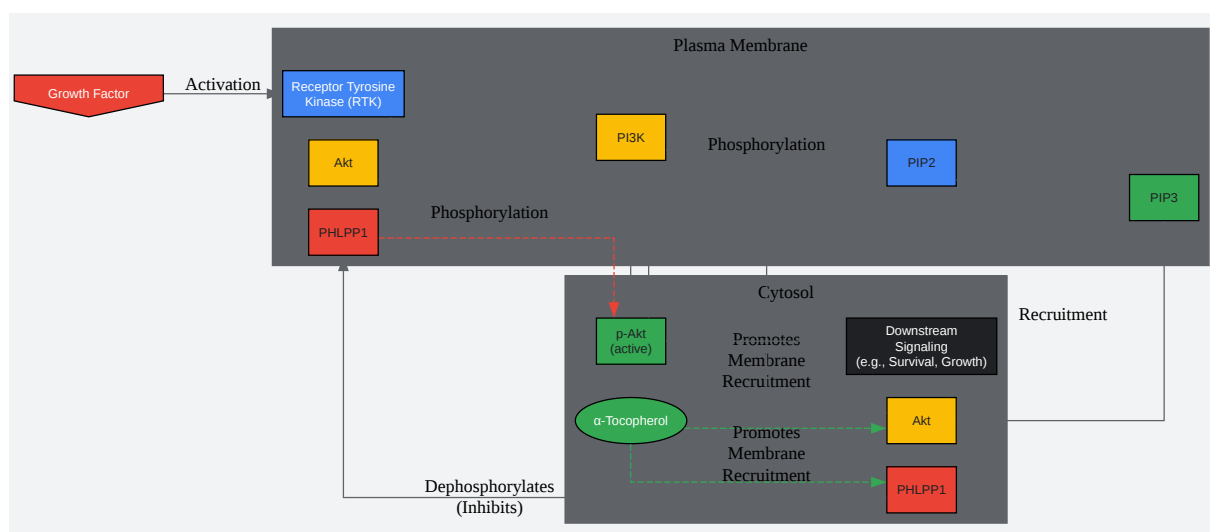 Plasma Membrane
Growth Factor
Activation
Receptor Tyrosine
Kinase (RTK)
PI3K
Phosphorylation
Akt
PIP2
PIP3
PHLPP1
Phosphorylation
Cytosol
Recruitment
p-Akt
(active)
Promotes
Membrane
Recruitment
Downstream
Signaling
(e.g., Survival, Growth)
α-Tocopherol
Akt
Promotes
Membrane
Recruitment
PHLPP1
Dephosphorylates
(Inhibits)